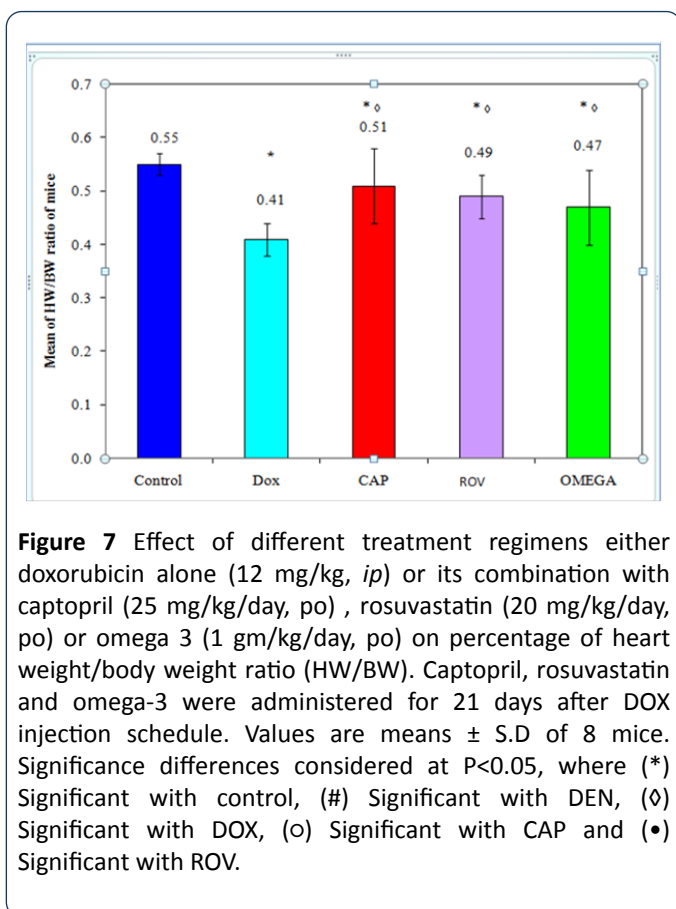 0.7
0.6
0.5
0.4
0.3
0.2
0.1
0.0
Mean of HW/BW ratio of mice
0.55
*
0.41
* ◊
0.51
* ◊
0.49
* ◊
0.47
Control Dox CAP ROV OMEGA
Figure 7 Effect of different treatment regimens either
doxorubicin alone (12 mg/kg, ip) or its combination with
captopril (25 mg/kg/day, po) , rosuvastatin (20 mg/kg/day,
po) or omega 3 (1 gm/kg/day, po) on percentage of heart
weight/body weight ratio (HW/BW). Captopril, rosuvastatin
and omega-3 were administered for 21 days after DOX
injection schedule. Values are means ± S.D of 8 mice.
Significance differences considered at P<0.05, where (*)
Significant with control, (#) Significant with DEN, (◊)
Significant with DOX, (○) Significant with CAP and (•)
Significant with ROV.